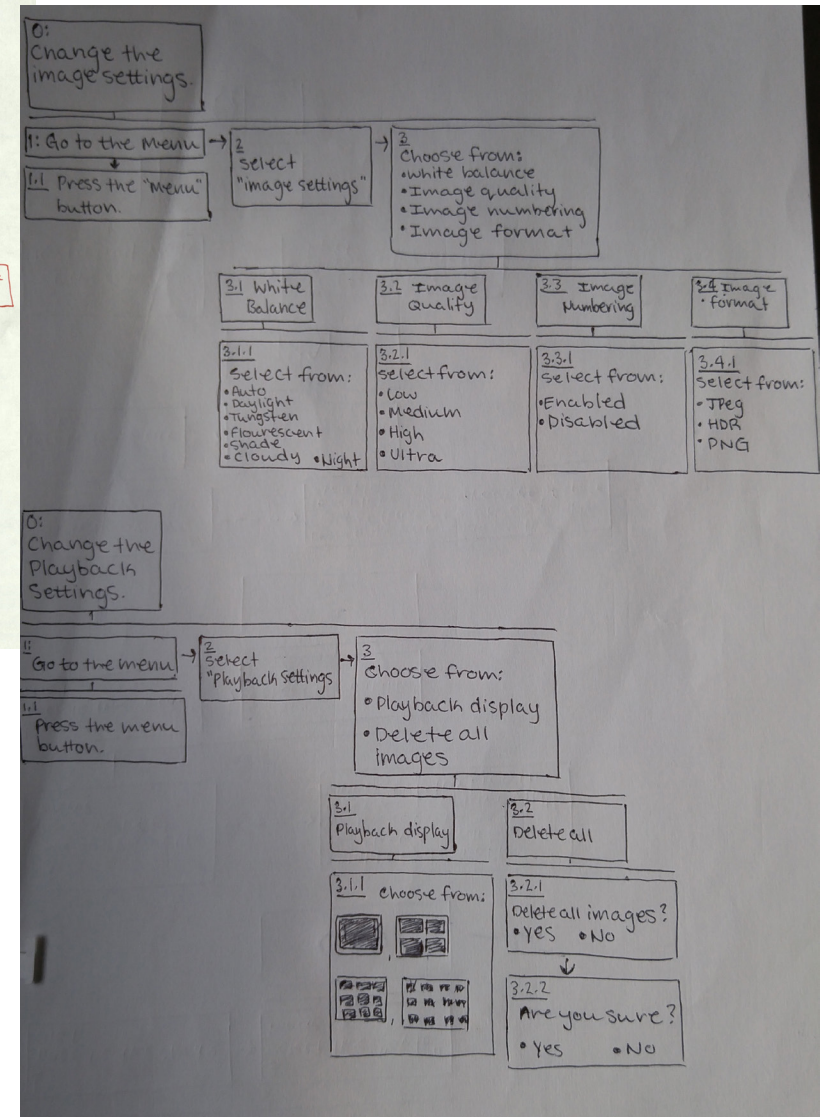 0:
Change the
image settings.
1: Go to the Menu
1.1 Press the "Menu"
button.
2
select
"image settings"
3
Choose from:
•white balance
•Image quality
•Image numbering
•Image format
3.1 White
Balance
3.2 Image
Quality
3.3 Image
Numbering
3.4 Image
• format
3.1.1
select from:
•Auto
•Daylight
•Tungsten
•Flourescent
•Shade
•Cloudy •Night
3.2.1
select from:
•Low
•Medium
•High
•Ultra
3.3.1
select from:
•Enabled
•Disabled
3.4.1
select from:
•JPeg
•HDR
•PNG
0:
Change the
Playback
Settings.
1:
Go to the menu
1.1
Press the menu
button.
2
select
"Playback settings
3
Choose from:
•Playback display
•Delete all
images
3.1
Playback display
3.2
Delete all
3.1.1 Choose from:
3.2.1
Delete all images?
•Yes •No
3.2.2
Are you sure?
•Yes •No